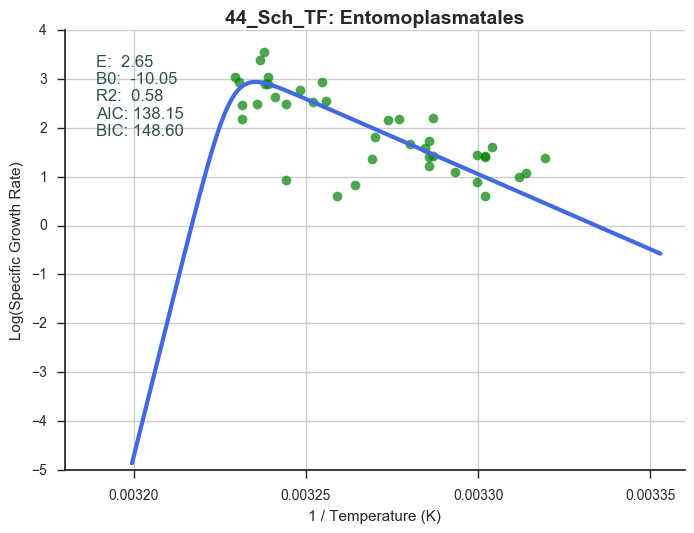 44_Sch_TF: Entomoplasmatales
E: 2.65
B0: -10.05
R2: 0.58
AIC: 138.15
BIC: 148.60
Log(Specific Growth Rate)
4
3
2
1
0
−1
−2
−3
−4
−5
0.00320 0.00325 0.00330 0.00335
1 / Temperature (K)